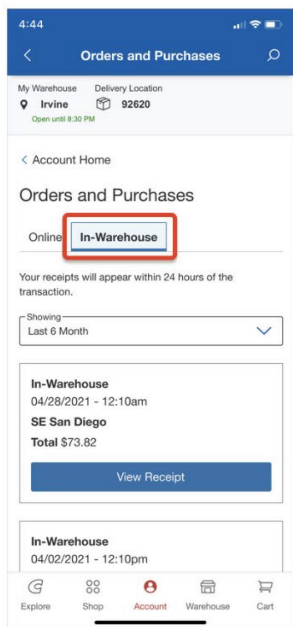 4:44
Orders and Purchases
My Warehouse Delivery Location
Irvine 92620
Open until 8:30 PM
< Account Home
Orders and Purchases
Online In-Warehouse
Your receipts will appear within 24 hours of the
transaction.
Showing
Last 6 Month
In-Warehouse
04/28/2021 - 12:10am
SE San Diego
Total $73.82
View Receipt
In-Warehouse
04/02/2021 - 12:10pm
Explore Shop Account Warehouse Cart